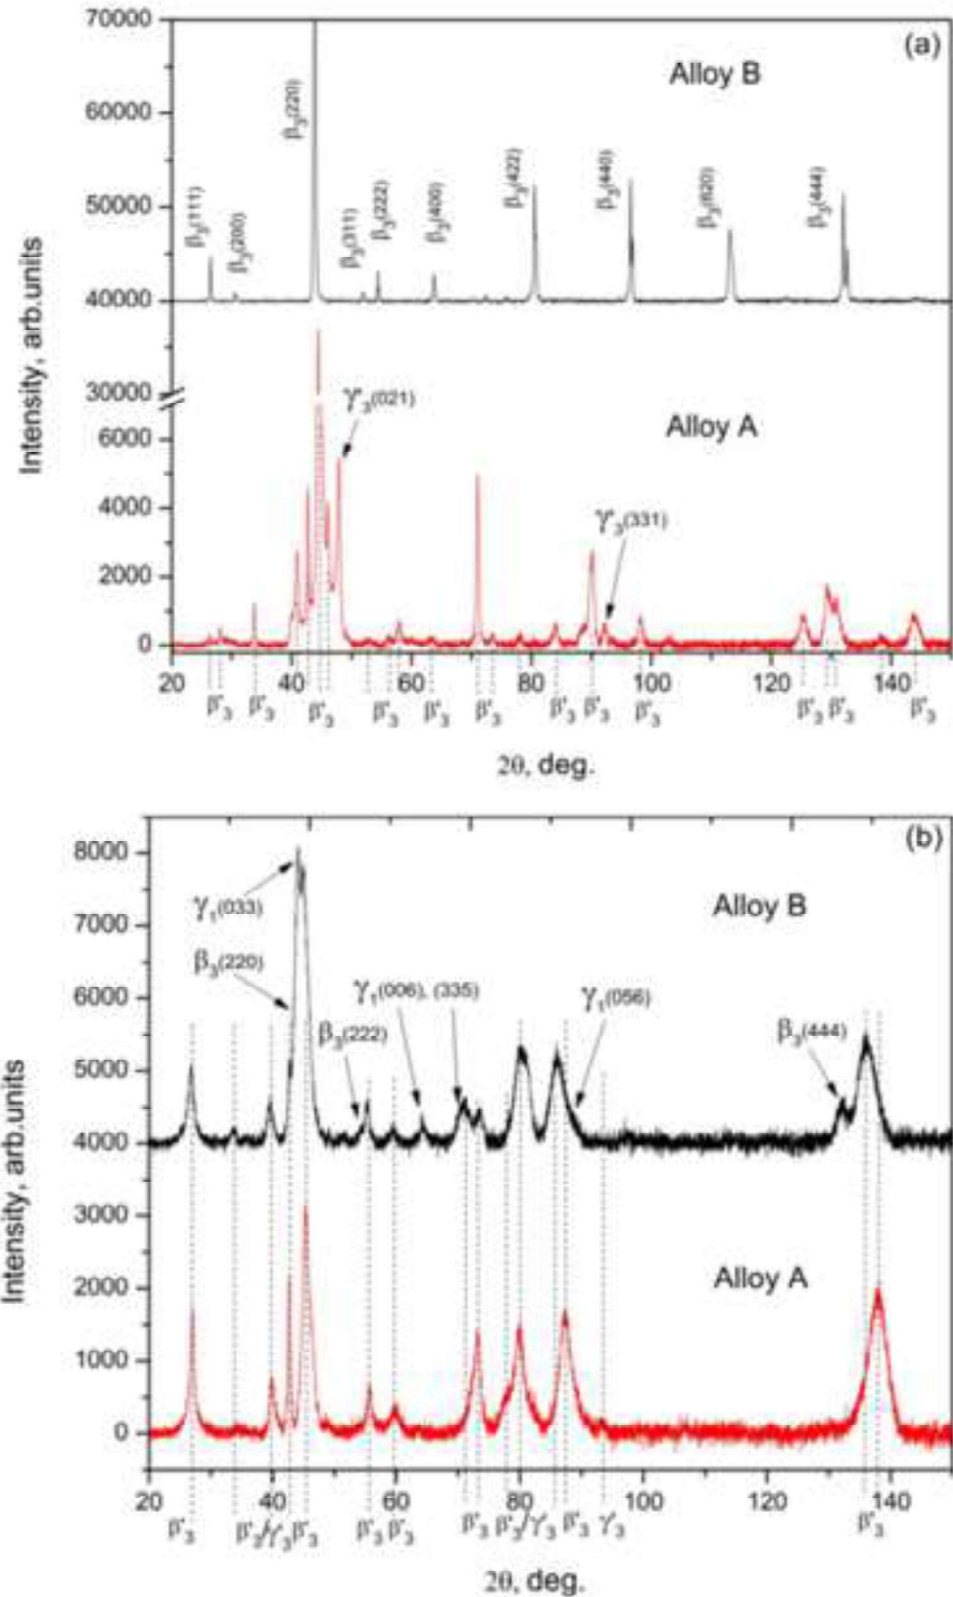 (a)
Alloy B
70000
60000
50000
40000
30000
6000
4000
2000
0
Intensity, arb.units
β₃(111)
β₃(200)
β₃(220)
β₃(311)
β₃(222)
β₃(400)
β₃(422)
β₃(440)
β₃(620)
β₃(444)
γ'₃(021)
Alloy A
γ'₃(331)
20 40 60 80 100 120 140
β'₃ β'₃ β'₃ β'₃ β'₃ β'₃ β'₃ β'₃ β'₃ β'₃ β'₃ β'₃
2θ, deg.
(b)
Alloy B
8000
7000
6000
5000
4000
3000
2000
1000
0
Intensity, arb.units
γ₁(033)
β₃(220)
γ₁(006), (335)
β₃(222)
γ₁(056)
β₃(444)
Alloy A
20 40 60 80 100 120 140
β'₃ β'₃/γ'₃ β'₃ β'₃ β'₃ β'₃ β'₃/γ'₃ β'₃ γ'₃ β'₃
2θ, deg.